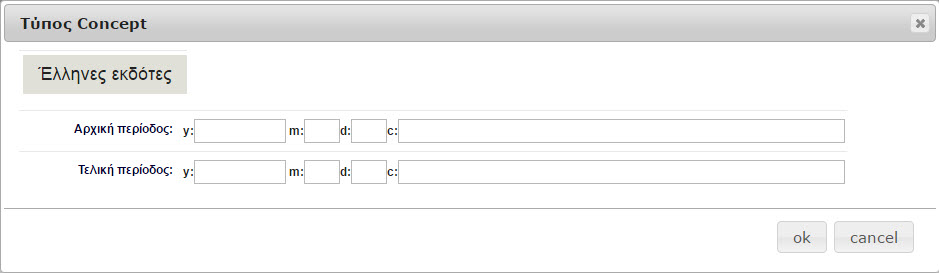 Τύπος Concept
Έλληνες εκδότες
Αρχική περίοδος: y: m: d: c:
Τελική περίοδος: y: m: d: c:
ok cancel